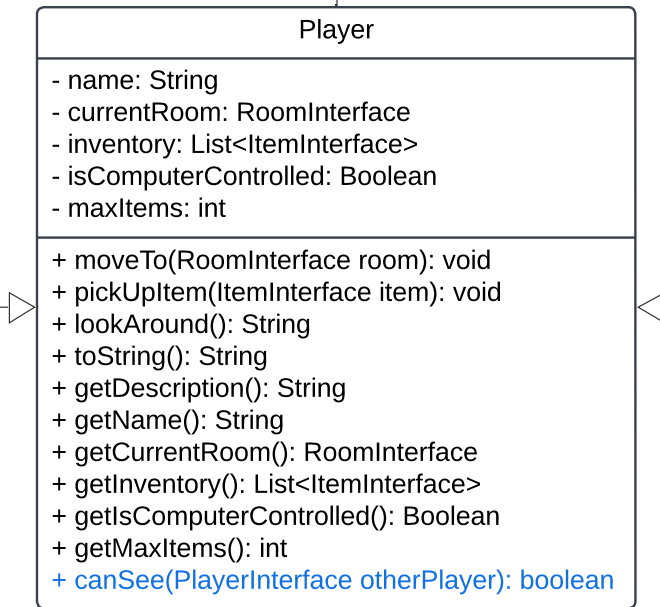 Player
- name: String
- currentRoom: RoomInterface
- inventory: List<ItemInterface>
- isComputerControlled: Boolean
- maxItems: int
+ moveTo(RoomInterface room): void
+ pickUpItem(ItemInterface item): void
+ lookAround(): String
+ toString(): String
+ getDescription(): String
+ getName(): String
+ getCurrentRoom(): RoomInterface
+ getInventory(): List<ItemInterface>
+ getIsComputerControlled(): Boolean
+ getMaxItems(): int
+ canSee(PlayerInterface otherPlayer): boolean